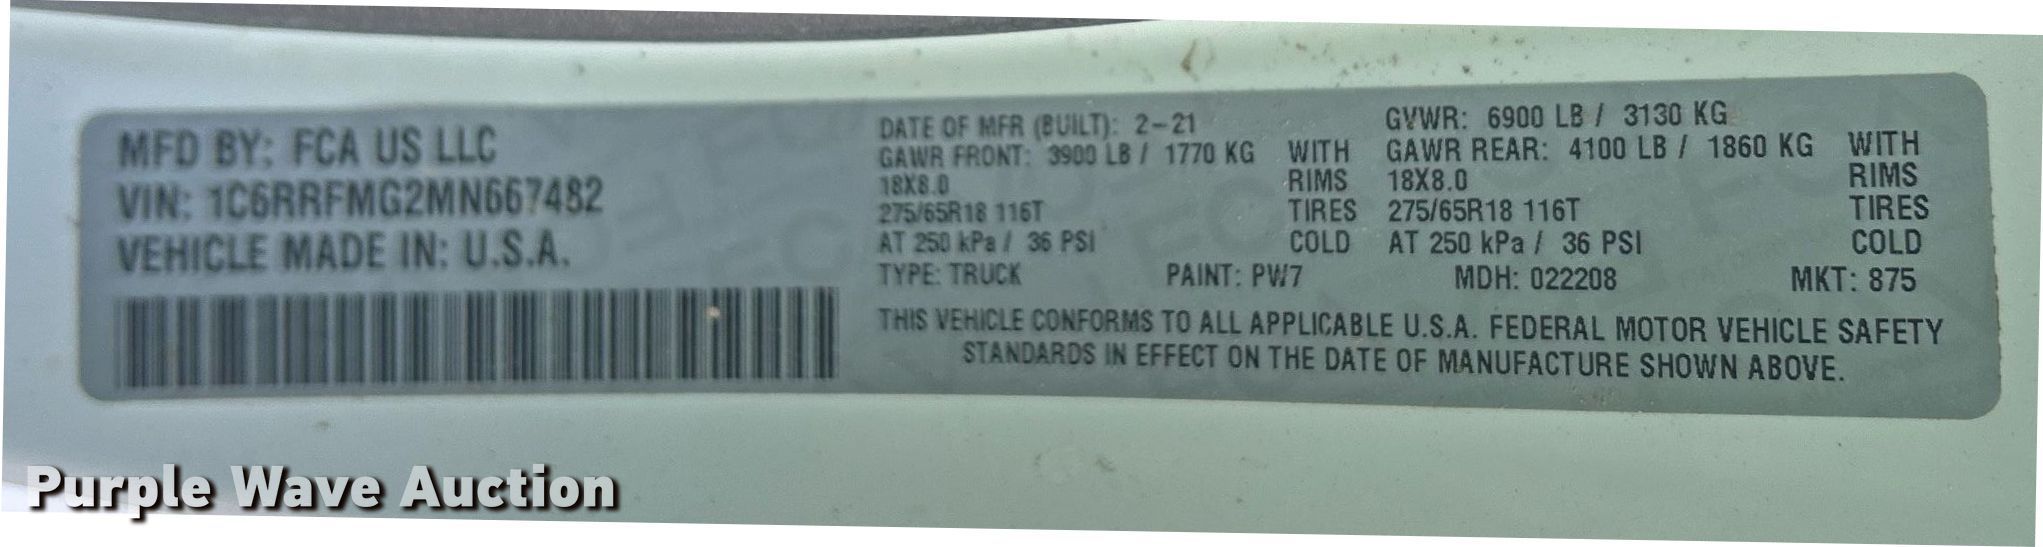 MFD BY: FCA US LLC
VIN: 1C6RRFMG2MN667482
VEHICLE MADE IN: U.S.A.
DATE OF MFR (BUILT): 2-21 GVWR: 6900 LB / 3130 KG
GAWR FRONT: 3900 LB / 1770 KG WITH GAWR REAR: 4100 LB / 1860 KG WITH
18X8.0 RIMS 18X8.0 RIMS
275/65R18 116T TIRES 275/65R18 116T TIRES
AT 250 kPa / 36 PSI COLD AT 250 kPa / 36 PSI COLD
TYPE: TRUCK PAINT: PW7 MDH: 022208 MKT: 875
THIS VEHICLE CONFORMS TO ALL APPLICABLE U.S.A. FEDERAL MOTOR VEHICLE SAFETY
STANDARDS IN EFFECT ON THE DATE OF MANUFACTURE SHOWN ABOVE.
Purple Wave Auction